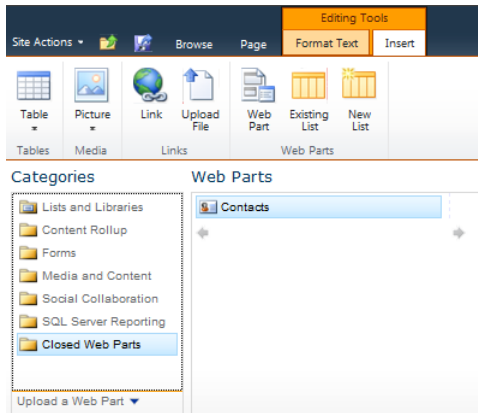 Editing Tools
Site Actions Browse Page Format Text Insert
Table Picture Link Upload File Web Part Existing List New List
Tables Media Links Web Parts
Categories Web Parts
Lists and Libraries Contacts
Content Rollup
Forms
Media and Content
Social Collaboration
SQL Server Reporting
Closed Web Parts
Upload a Web Part